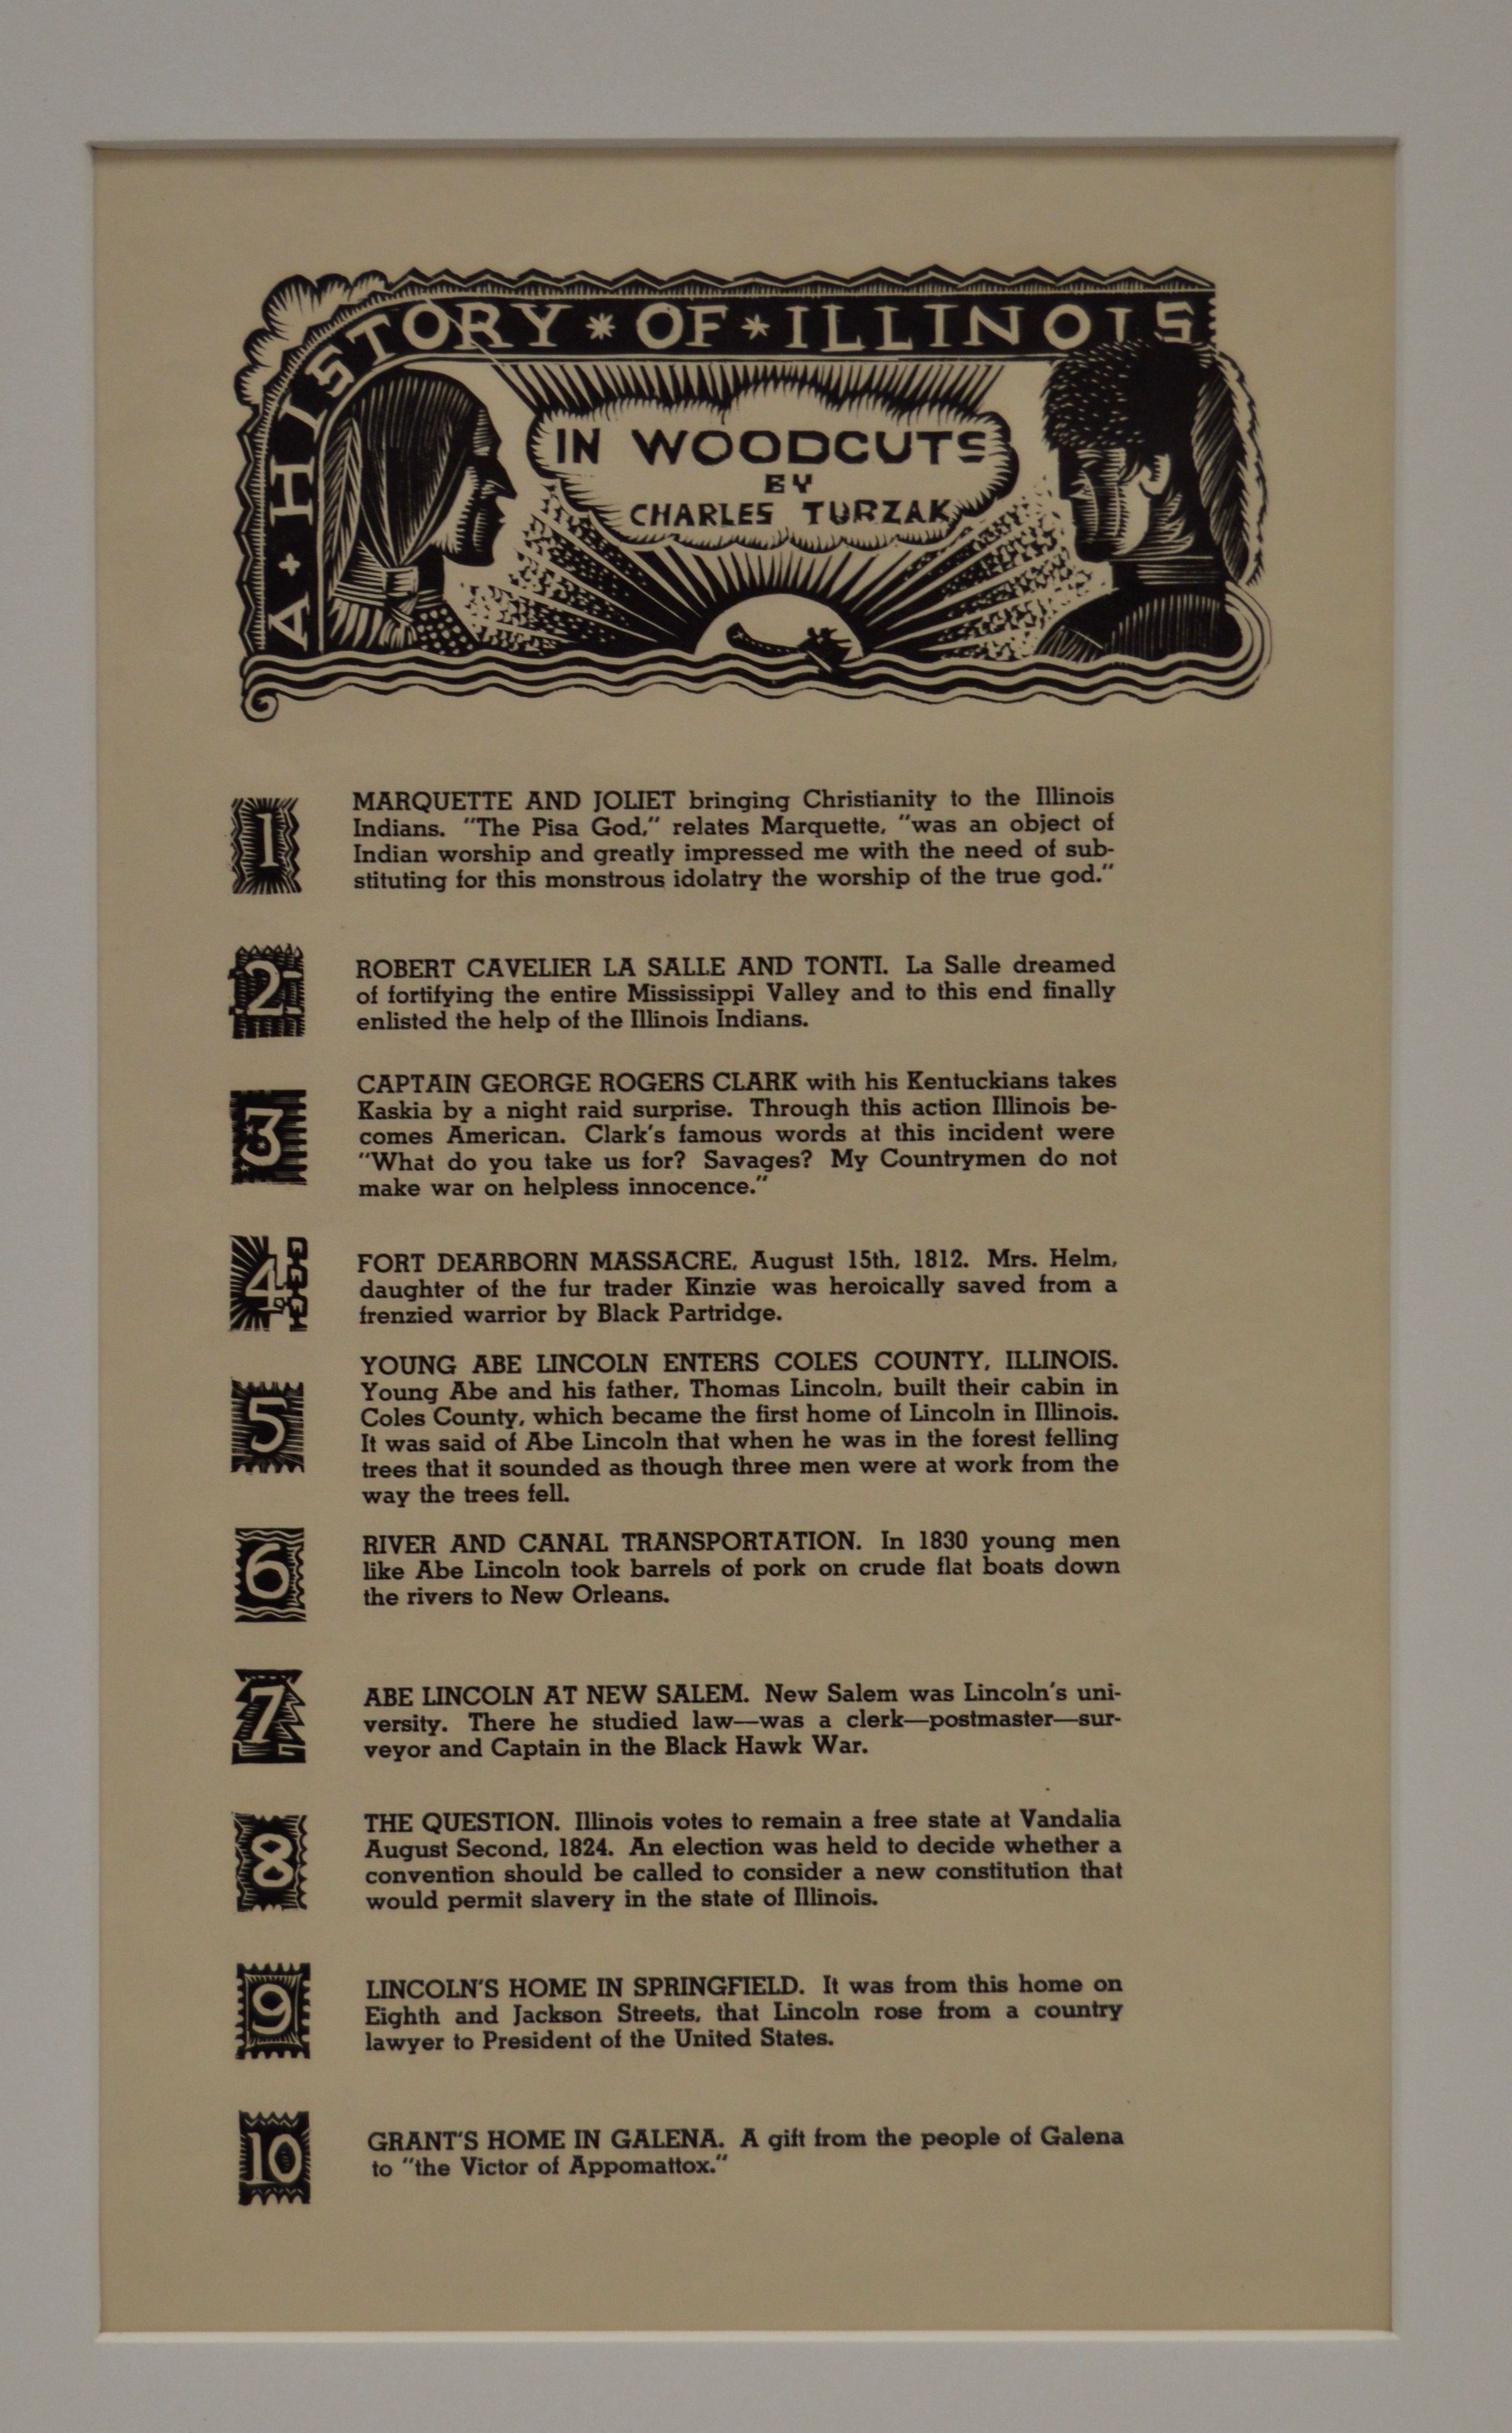 A + HISTORY * OF * ILLINOIS
IN WOODCUTS
BY
CHARLES TURZAK
1
MARQUETTE AND JOLIET bringing Christianity to the Illinois
Indians. "The Pisa God," relates Marquette, "was an object of
Indian worship and greatly impressed me with the need of sub-
stituting for this monstrous idolatry the worship of the true god."
2
ROBERT CAVELIER LA SALLE AND TONTI. La Salle dreamed
of fortifying the entire Mississippi Valley and to this end finally
enlisted the help of the Illinois Indians.
3
CAPTAIN GEORGE ROGERS CLARK with his Kentuckians takes
Kaskia by a night raid surprise. Through this action Illinois be-
comes American. Clark's famous words at this incident were
"What do you take us for? Savages? My Countrymen do not
make war on helpless innocence."
4
FORT DEARBORN MASSACRE, August 15th, 1812. Mrs. Helm,
daughter of the fur trader Kinzie was heroically saved from a
frenzied warrior by Black Partridge.
5
YOUNG ABE LINCOLN ENTERS COLES COUNTY, ILLINOIS.
Young Abe and his father, Thomas Lincoln, built their cabin in
Coles County, which became the first home of Lincoln in Illinois.
It was said of Abe Lincoln that when he was in the forest felling
trees that it sounded as though three men were at work from the
way the trees fell.
6
RIVER AND CANAL TRANSPORTATION. In 1830 young men
like Abe Lincoln took barrels of pork on crude flat boats down
the rivers to New Orleans.
7
ABE LINCOLN AT NEW SALEM. New Salem was Lincoln's uni-
versity. There he studied law—was a clerk—postmaster—sur-
veyor and Captain in the Black Hawk War.
8
THE QUESTION. Illinois votes to remain a free state at Vandalia
August Second, 1824. An election was held to decide whether a
convention should be called to consider a new constitution that
would permit slavery in the state of Illinois.
9
LINCOLN'S HOME IN SPRINGFIELD. It was from this home on
Eighth and Jackson Streets, that Lincoln rose from a country
lawyer to President of the United States.
10
GRANT'S HOME IN GALENA. A gift from the people of Galena
to "the Victor of Appomattox."